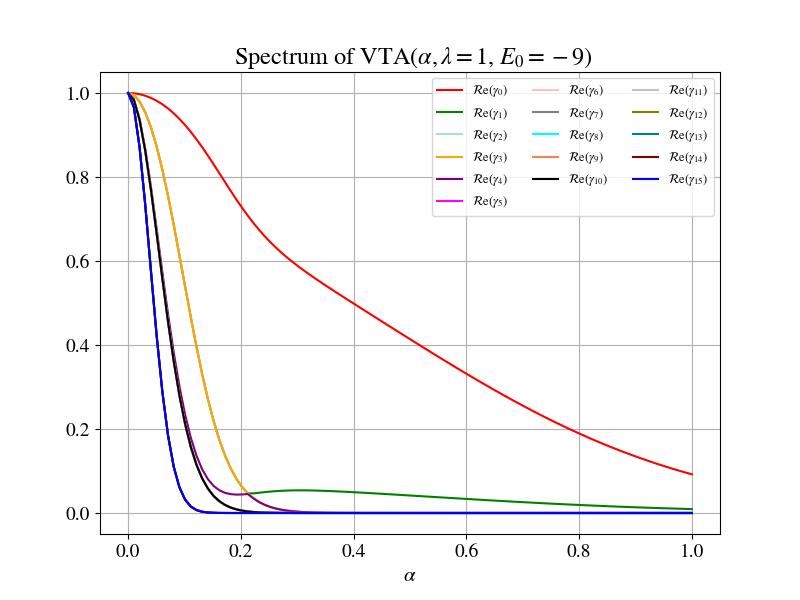 Spectrum of VTA(α, λ = 1, E₀ = −9)
ℛe(γ₀)
ℛe(γ₁)
ℛe(γ₂)
ℛe(γ₃)
ℛe(γ₄)
ℛe(γ₅)
ℛe(γ₆)
ℛe(γ₇)
ℛe(γ₈)
ℛe(γ₉)
ℛe(γ₁₀)
ℛe(γ₁₁)
ℛe(γ₁₂)
ℛe(γ₁₃)
ℛe(γ₁₄)
ℛe(γ₁₅)
1.0
0.8
0.6
0.4
0.2
0.0
0.0 0.2 0.4 0.6 0.8 1.0
α